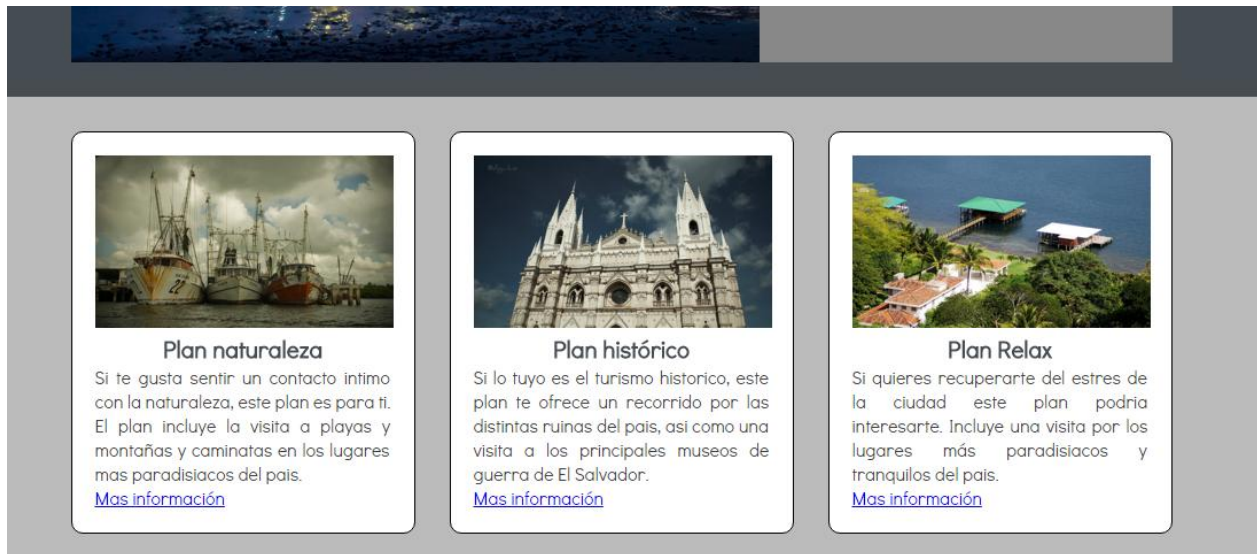 Plan naturaleza
Si te gusta sentir un contacto intimo
con la naturaleza, este plan es para ti.
El plan incluye la visita a playas y
montañas y caminatas en los lugares
mas paradisiacos del pais.
Mas información
Plan histórico
Si lo tuyo es el turismo historico, este
plan te ofrece un recorrido por las
distintas ruinas del pais, asi como una
visita a los principales museos de
guerra de El Salvador.
Mas información
Plan Relax
Si quieres recuperarte del estres de
la ciudad este plan podria
interesarte. Incluye una visita por los
lugares más paradisiacos y
tranquilos del pais.
Mas información